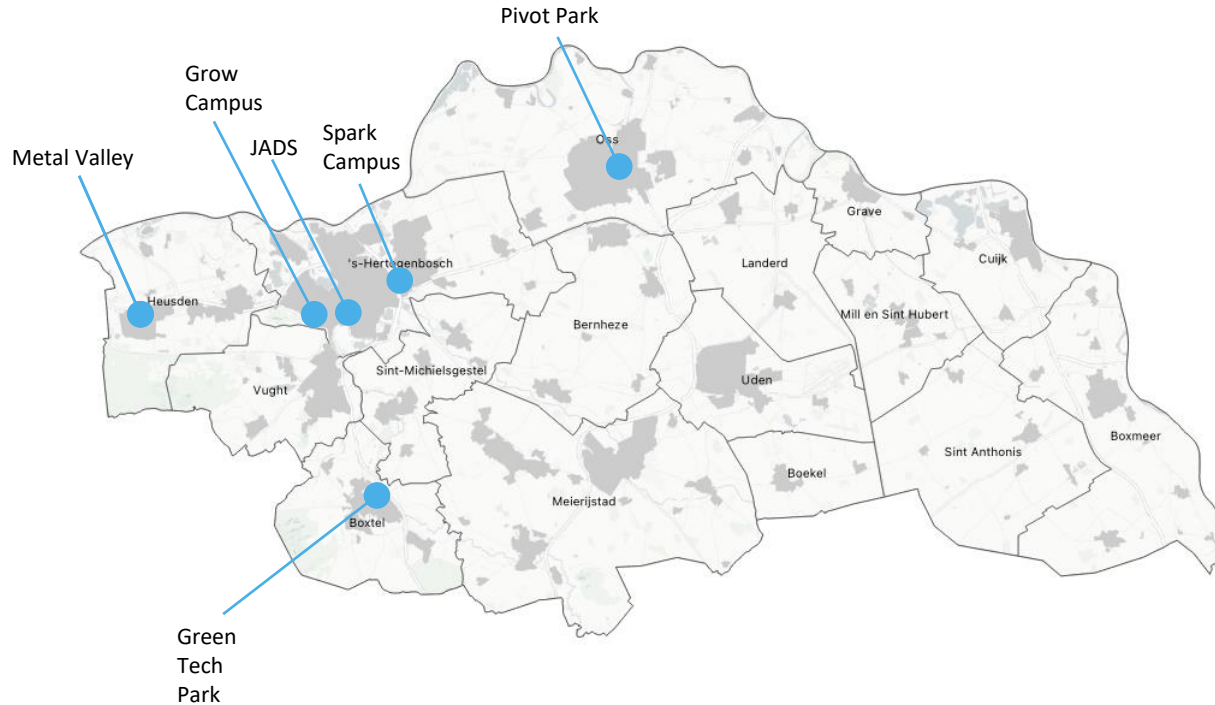 Pivot Park
Grow
Campus
JADS
Spark
Campus
Metal Valley
Oss
Grave
's-Hertogenbosch
Landerd
Cuijk
Heusden
Mill en Sint Hubert
Bernheze
Sint-Michielsgestel
Vught
Uden
Boxmeer
Sint Anthonis
Boekel
Meierijstad
Boxtel
Green
Tech
Park